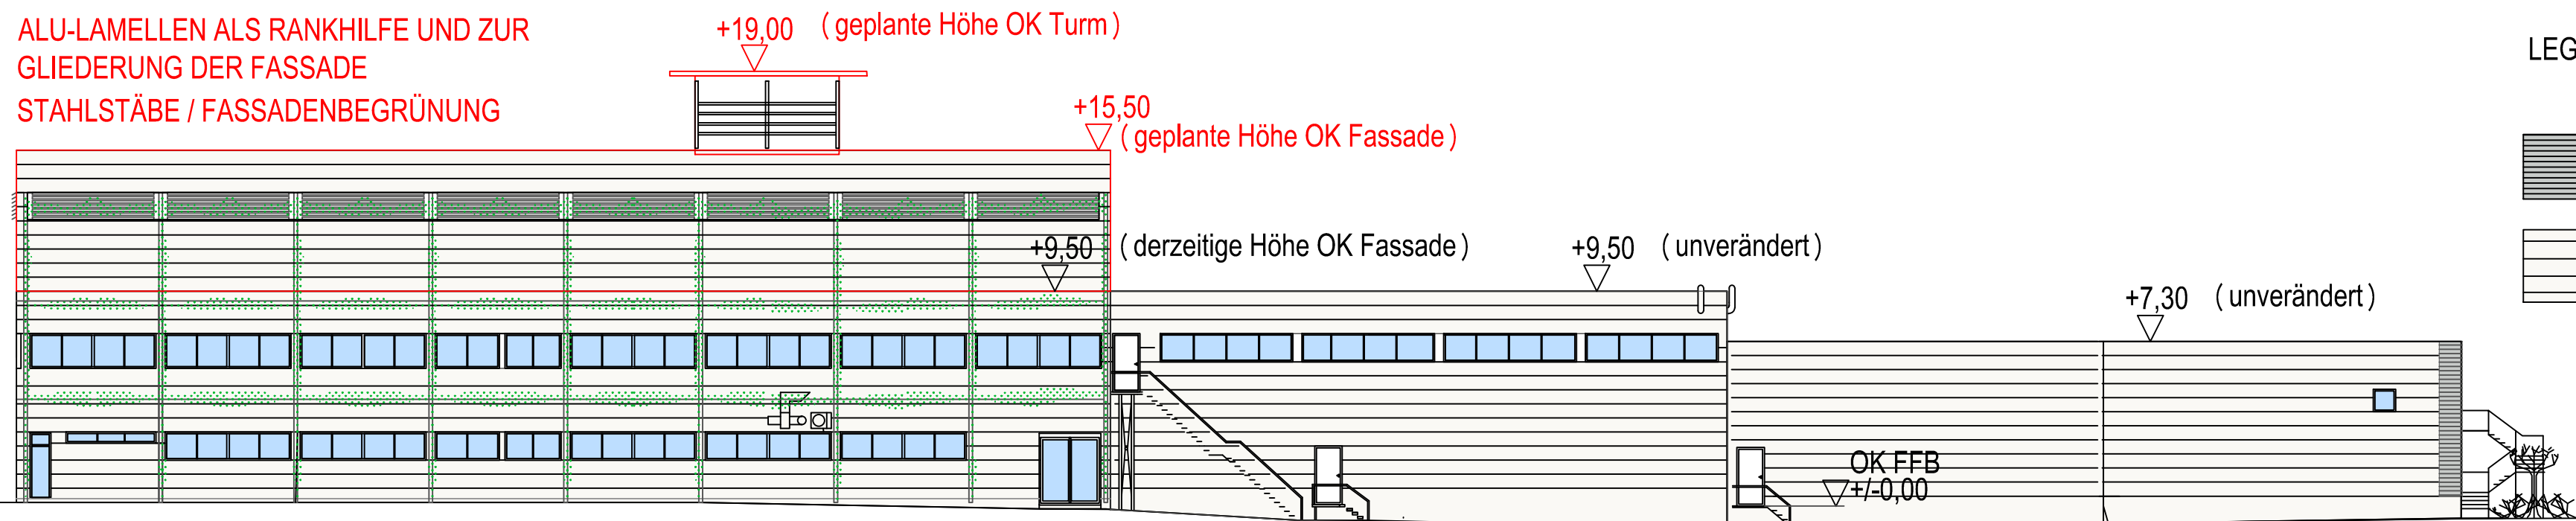 ALU-LAMELLEN ALS RANKHILFE UND ZUR
GLIEDERUNG DER FASSADE
STAHLSTÄBE / FASSADENBEGRÜNUNG
+19,00 (geplante Höhe OK Turm)
+15,50
(geplante Höhe OK Fassade)
+9,50 (derzeitige Höhe OK Fassade)
+9,50 (unverändert)
+7,30 (unverändert)
OK FFB
+/-0,00
LEG